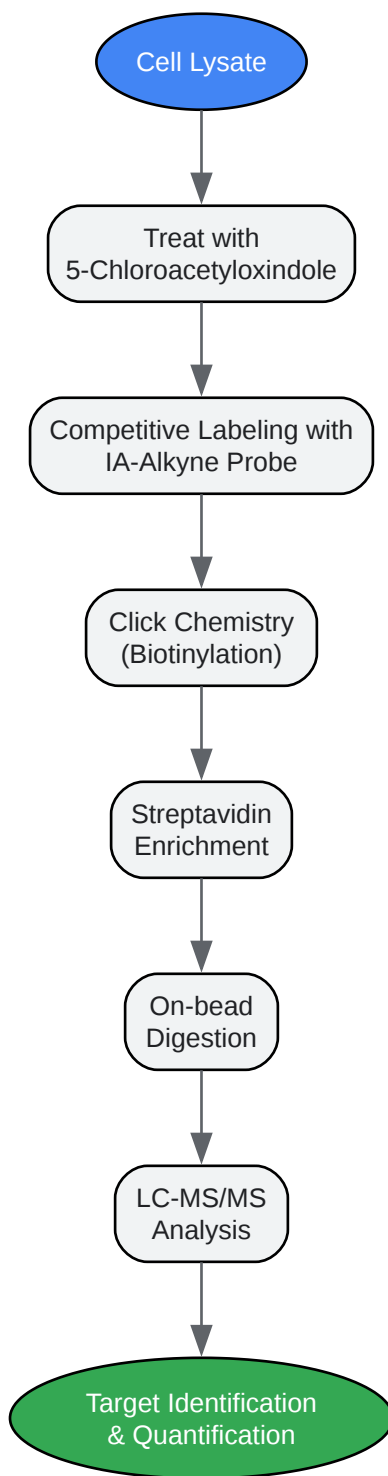 Cell Lysate
Treat with
5-Chloroacetyloxindole
Competitive Labeling with
IA-Alkyne Probe
Click Chemistry
(Biotinylation)
Streptavidin
Enrichment
On-bead
Digestion
LC-MS/MS
Analysis
Target Identification
& Quantification